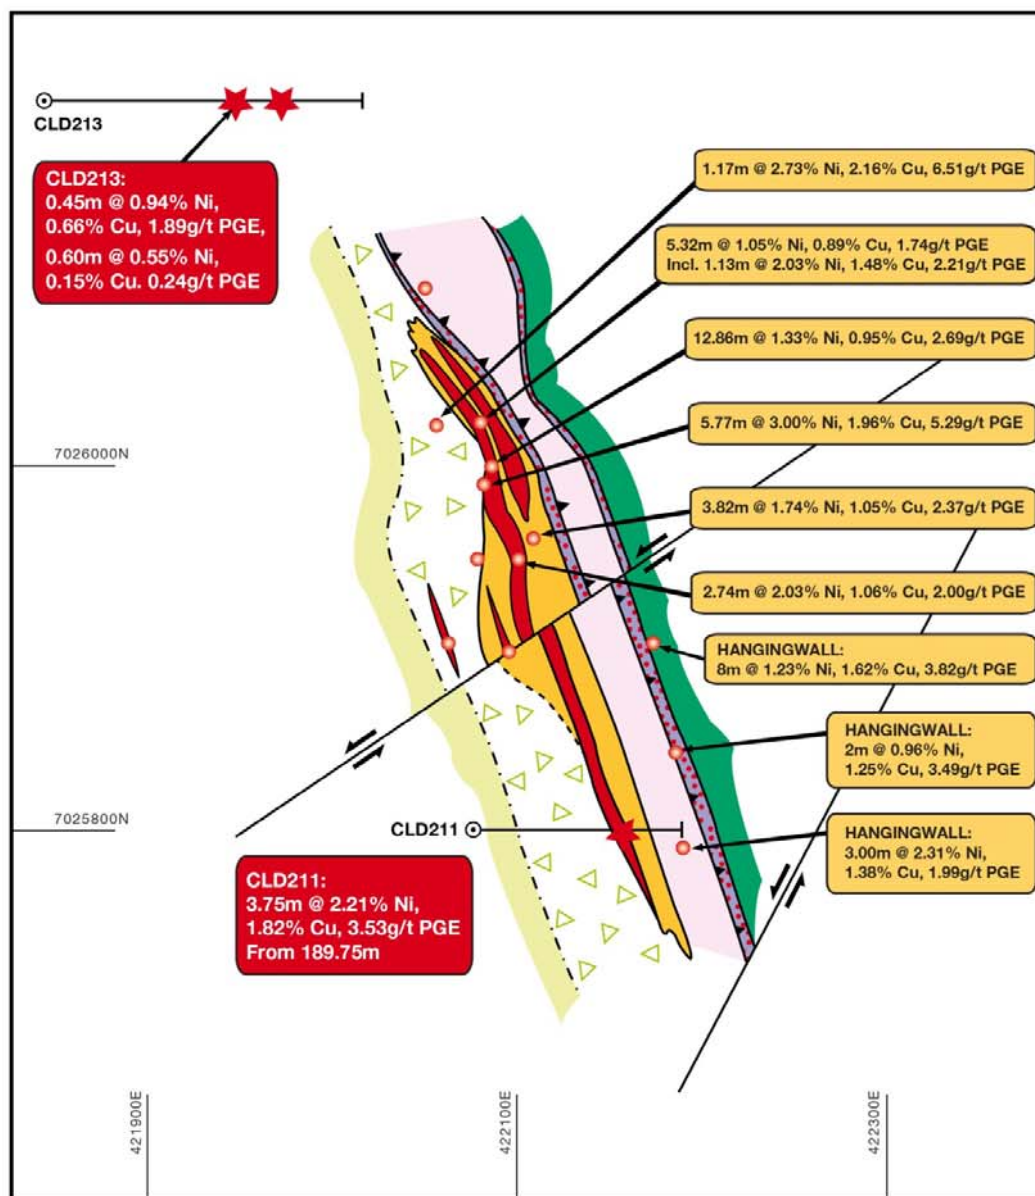 CLD213
CLD213:
0.45m @ 0.94% Ni,
0.66% Cu, 1.89g/t PGE,
0.60m @ 0.55% Ni,
0.15% Cu. 0.24g/t PGE
1.17m @ 2.73% Ni, 2.16% Cu, 6.51g/t PGE
5.32m @ 1.05% Ni, 0.89% Cu, 1.74g/t PGE
Incl. 1.13m @ 2.03% Ni, 1.48% Cu, 2.21g/t PGE
12.86m @ 1.33% Ni, 0.95% Cu, 2.69g/t PGE
5.77m @ 3.00% Ni, 1.96% Cu, 5.29g/t PGE
7026000N
3.82m @ 1.74% Ni, 1.05% Cu, 2.37g/t PGE
2.74m @ 2.03% Ni, 1.06% Cu, 2.00g/t PGE
HANGINGWALL:
8m @ 1.23% Ni, 1.62% Cu, 3.82g/t PGE
HANGINGWALL:
2m @ 0.96% Ni,
1.25% Cu, 3.49g/t PGE
7025800N
CLD211
HANGINGWALL:
3.00m @ 2.31% Ni,
1.38% Cu, 1.99g/t PGE
CLD211:
3.75m @ 2.21% Ni,
1.82% Cu, 3.53g/t PGE
From 189.75m
421900E
422100E
422300E